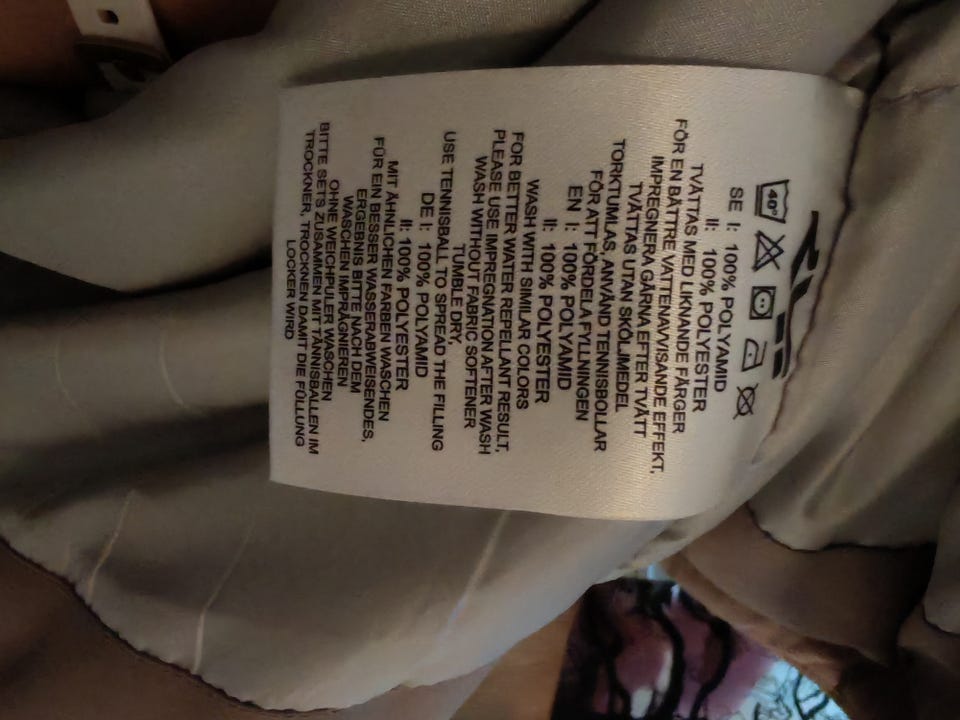 40°
SE I: 100% POLYAMID
II: 100% POLYESTER
TVÄTTAS MED LIKNANDE FÄRGER
FÖR EN BÄTTRE VATTENAVVISANDE EFFEKT,
IMPREGNERA GÄRNA EFTER TVÄTT
TVÄTTAS UTAN SKÖLJMEDEL
TORKTUMLAS, ANVÄND TENNISBOLLAR
FÖR ATT FÖRDELA FYLLNINGEN
EN I: 100% POLYAMID
II: 100% POLYESTER
WASH WITH SIMILAR COLORS
FOR BETTER WATER REPELLANT RESULT,
PLEASE USE IMPREGNATION AFTER WASH
WASH WITHOUT FABRIC SOFTENER
TUMBLE DRY,
USE TENNISBALL TO SPREAD THE FILLING
DE I: 100% POLYAMID
II: 100% POLYESTER
MIT ÄHNLICHEN FARBEN WASCHEN
FÜR EIN BESSER WASSERABWEISENDES,
ERGEBNIS BITTE NACH DEM
WASCHEN IMPRÄGNIEREN
OHNE WEICHPULER WASCHEN
BITTE SETS ZUSAMMEN MIT TÄNNISBALLEN IM
TROCKNER, TROCKNEN DAMIT DIE FÜLLUNG
LOCKER WIRD